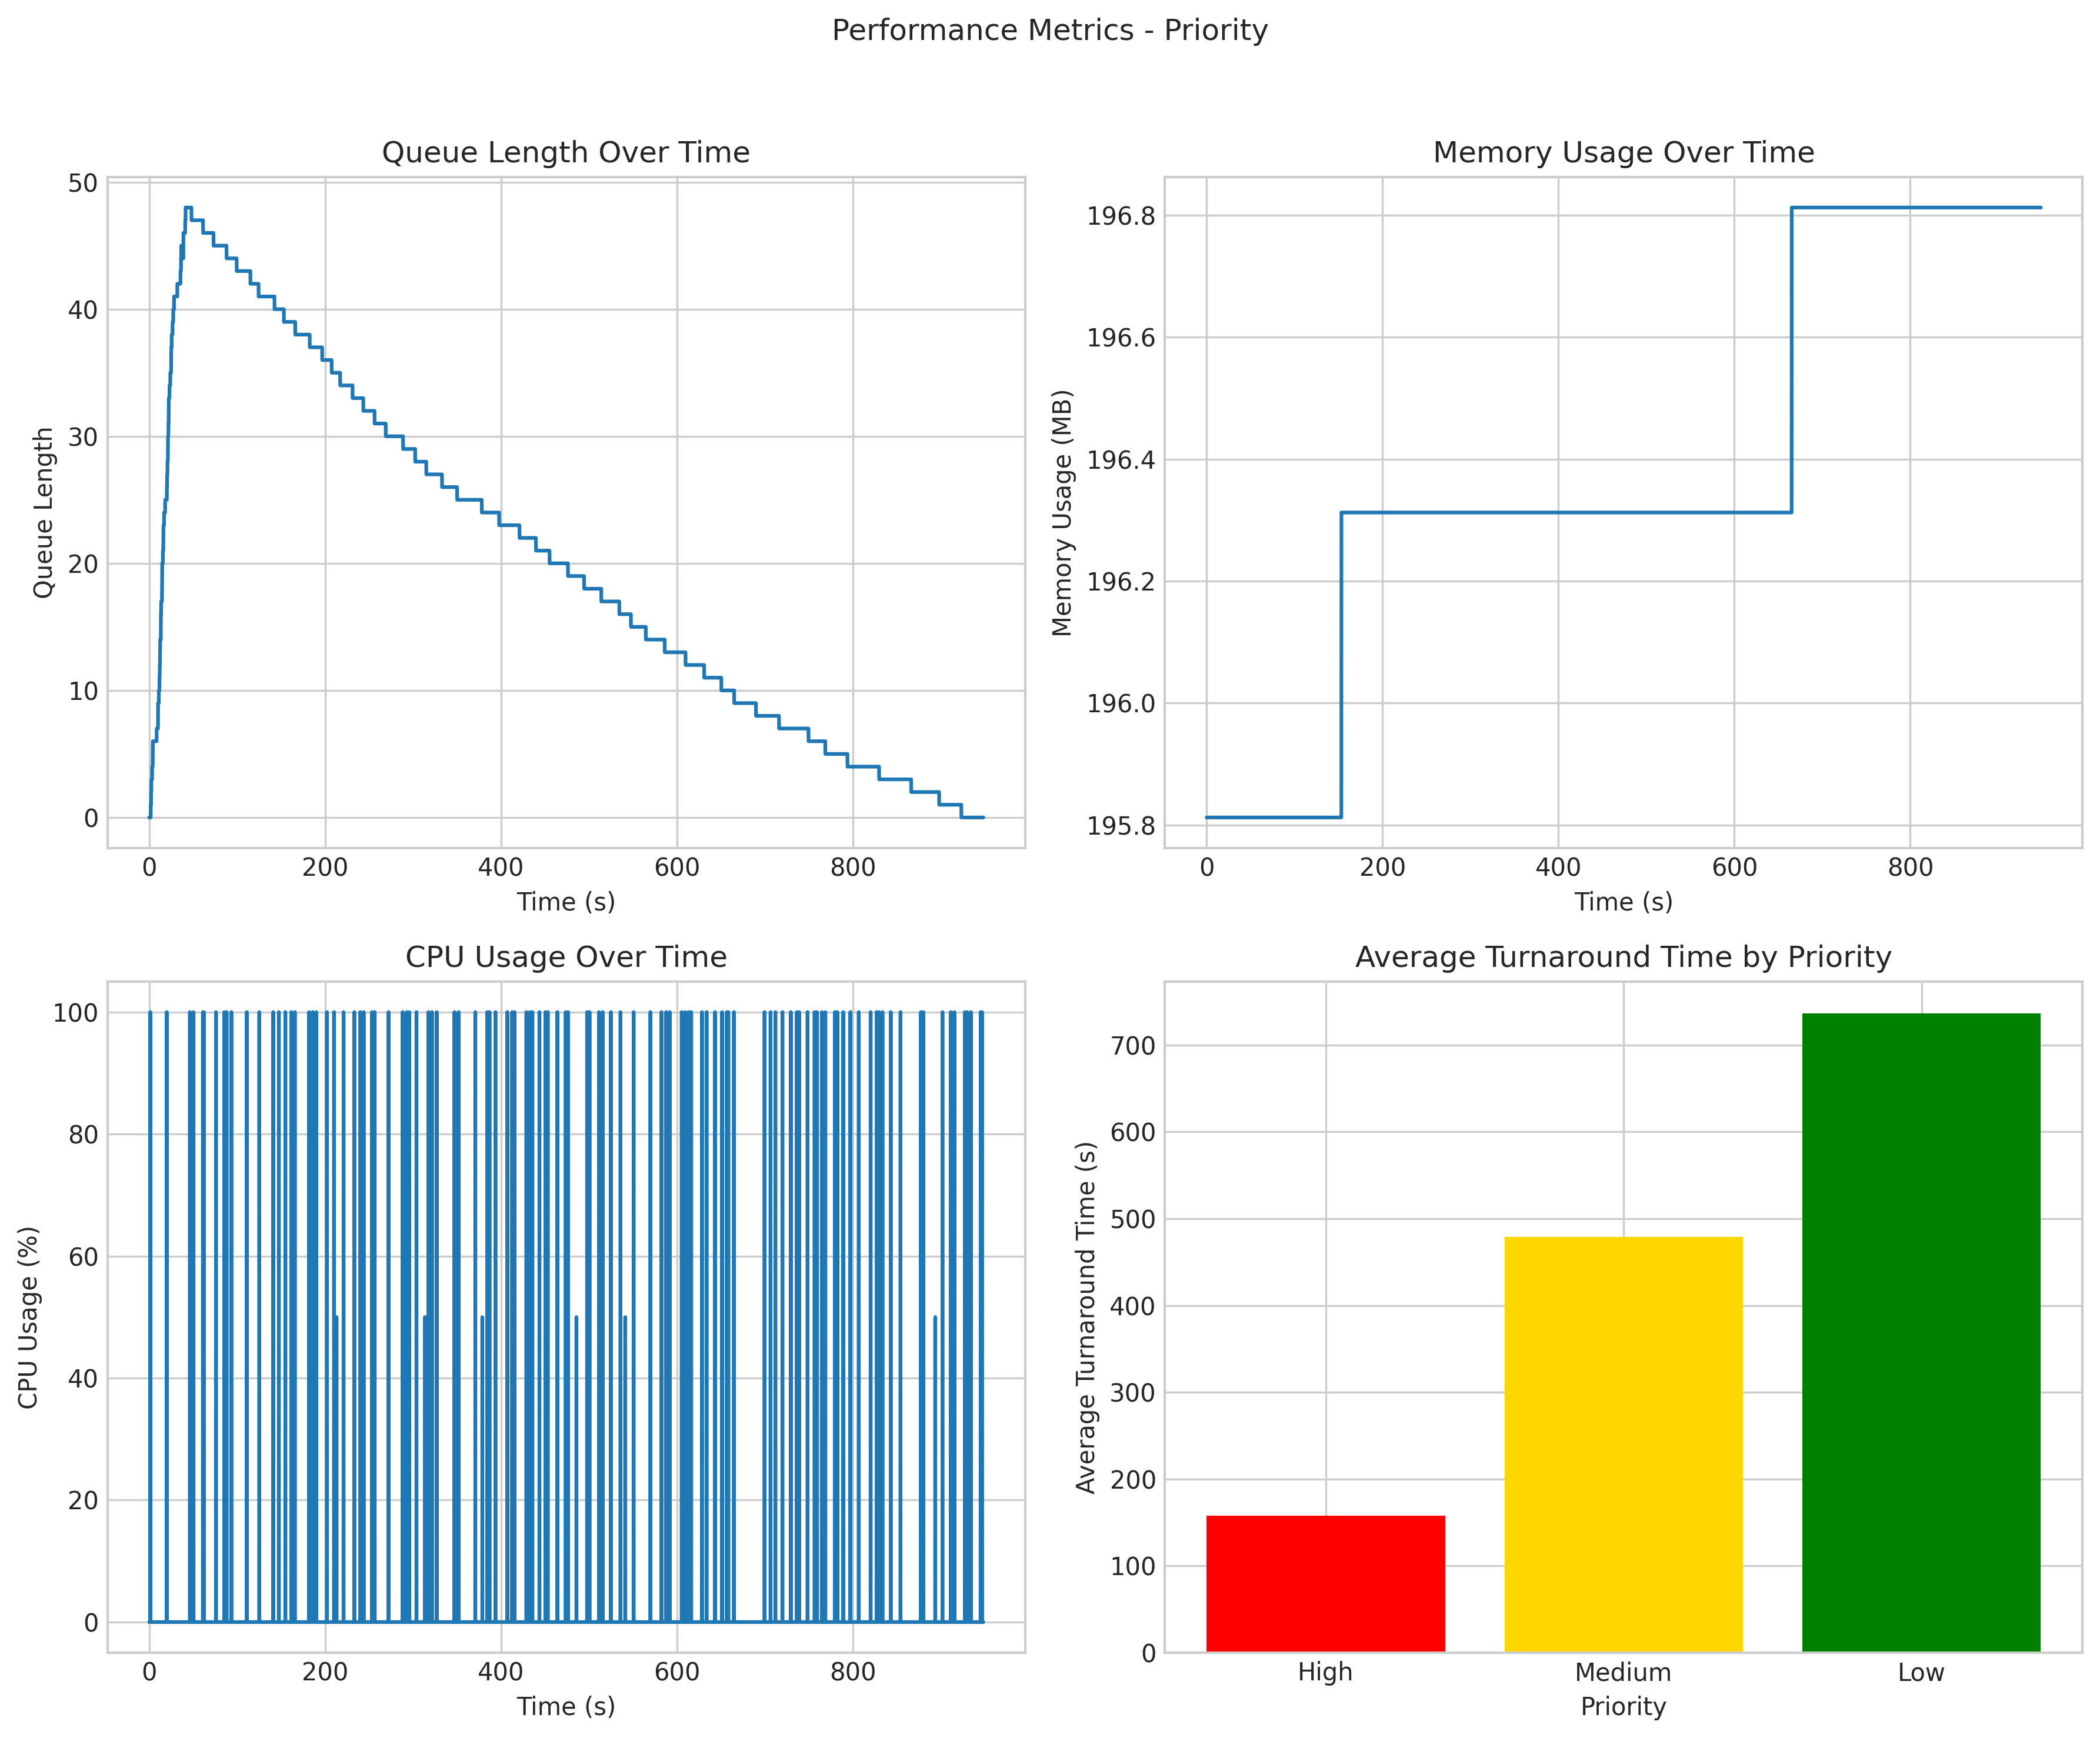 Performance Metrics - Priority
Queue Length Over Time
50
40
30
20
10
0
Queue Length
0 200 400 600 800
Time (s)
Memory Usage Over Time
196.8
196.6
196.4
196.2
196.0
195.8
Memory Usage (MB)
0 200 400 600 800
Time (s)
CPU Usage Over Time
100
80
60
40
20
0
CPU Usage (%)
0 200 400 600 800
Time (s)
Average Turnaround Time by Priority
700
600
500
400
300
200
100
0
Average Turnaround Time (s)
High Medium Low
Priority